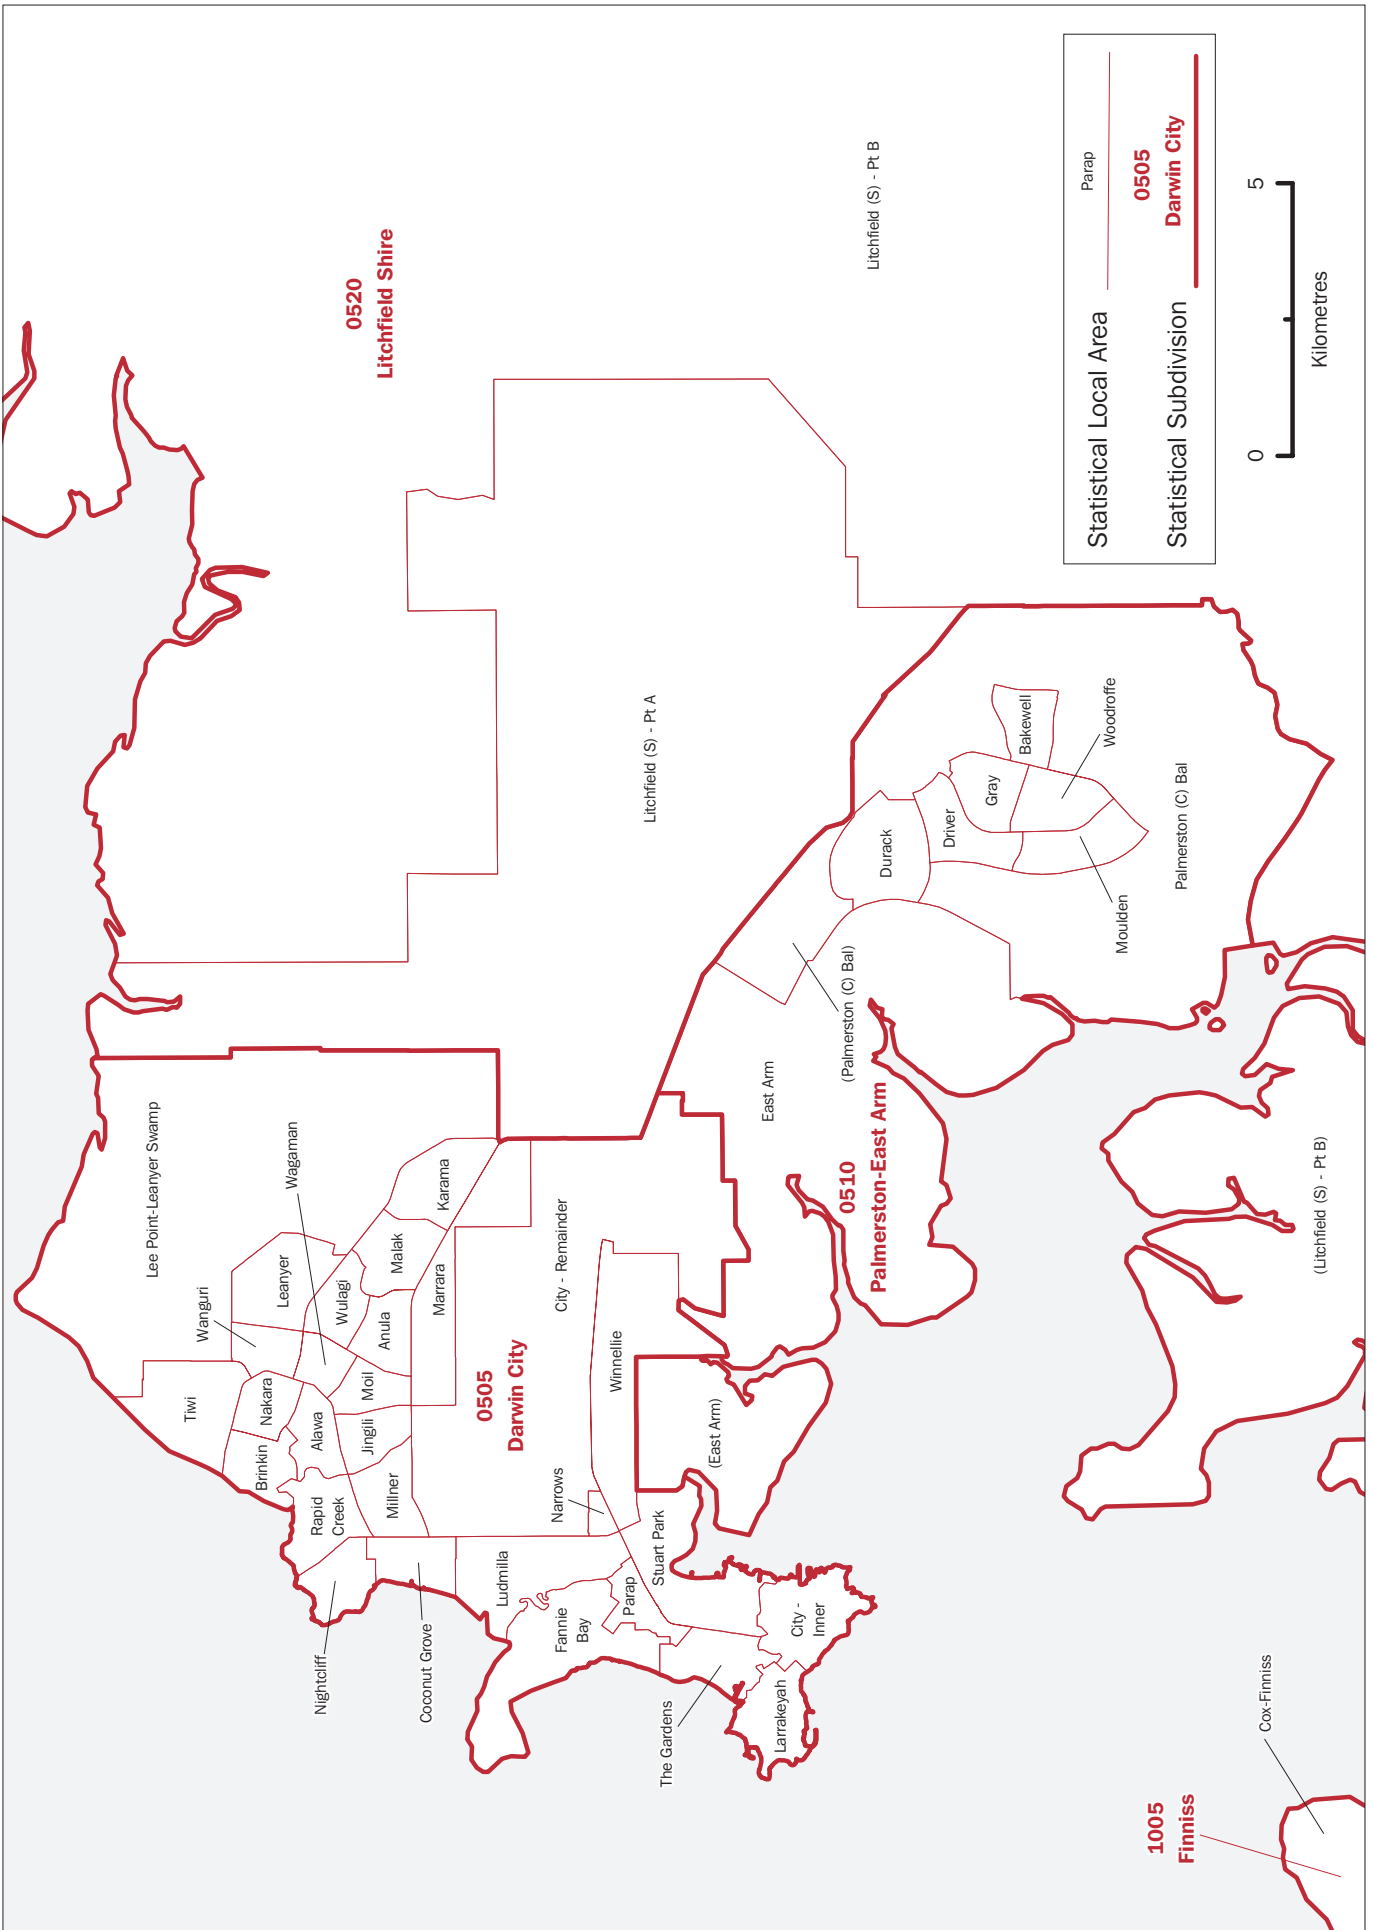 0520
Litchfield Shire
Litchfield (S) - Pt B
Litchfield (S) - Pt A
Lee Point-Leanyer Swamp
Wagaman
Wanguri
Leanyer
Karama
Malak
Wulagi
Anula
Marrara
Tiwi
Nakara
Brinkin
Alawa
Moil
Jingili
Rapid
Creek
Millner
Nightcliff
Coconut Grove
City - Remainder
0505
Darwin City
Winnellie
Narrows
Ludmilla
Fannie
Bay
Parap
Stuart Park
The Gardens
City -
Inner
Larrakeyah
(East Arm)
East Arm
0510
Palmerston-East Arm
(Palmerston (C) Bal)
Durack
Driver
Gray
Bakewell
Woodroffe
Moulden
Palmerston (C) Bal
(Litchfield (S) - Pt B)
Cox-Finniss
1005
Finniss
Statistical Local Area
Parap
Statistical Subdivision
0505
Darwin City
0
5
Kilometres